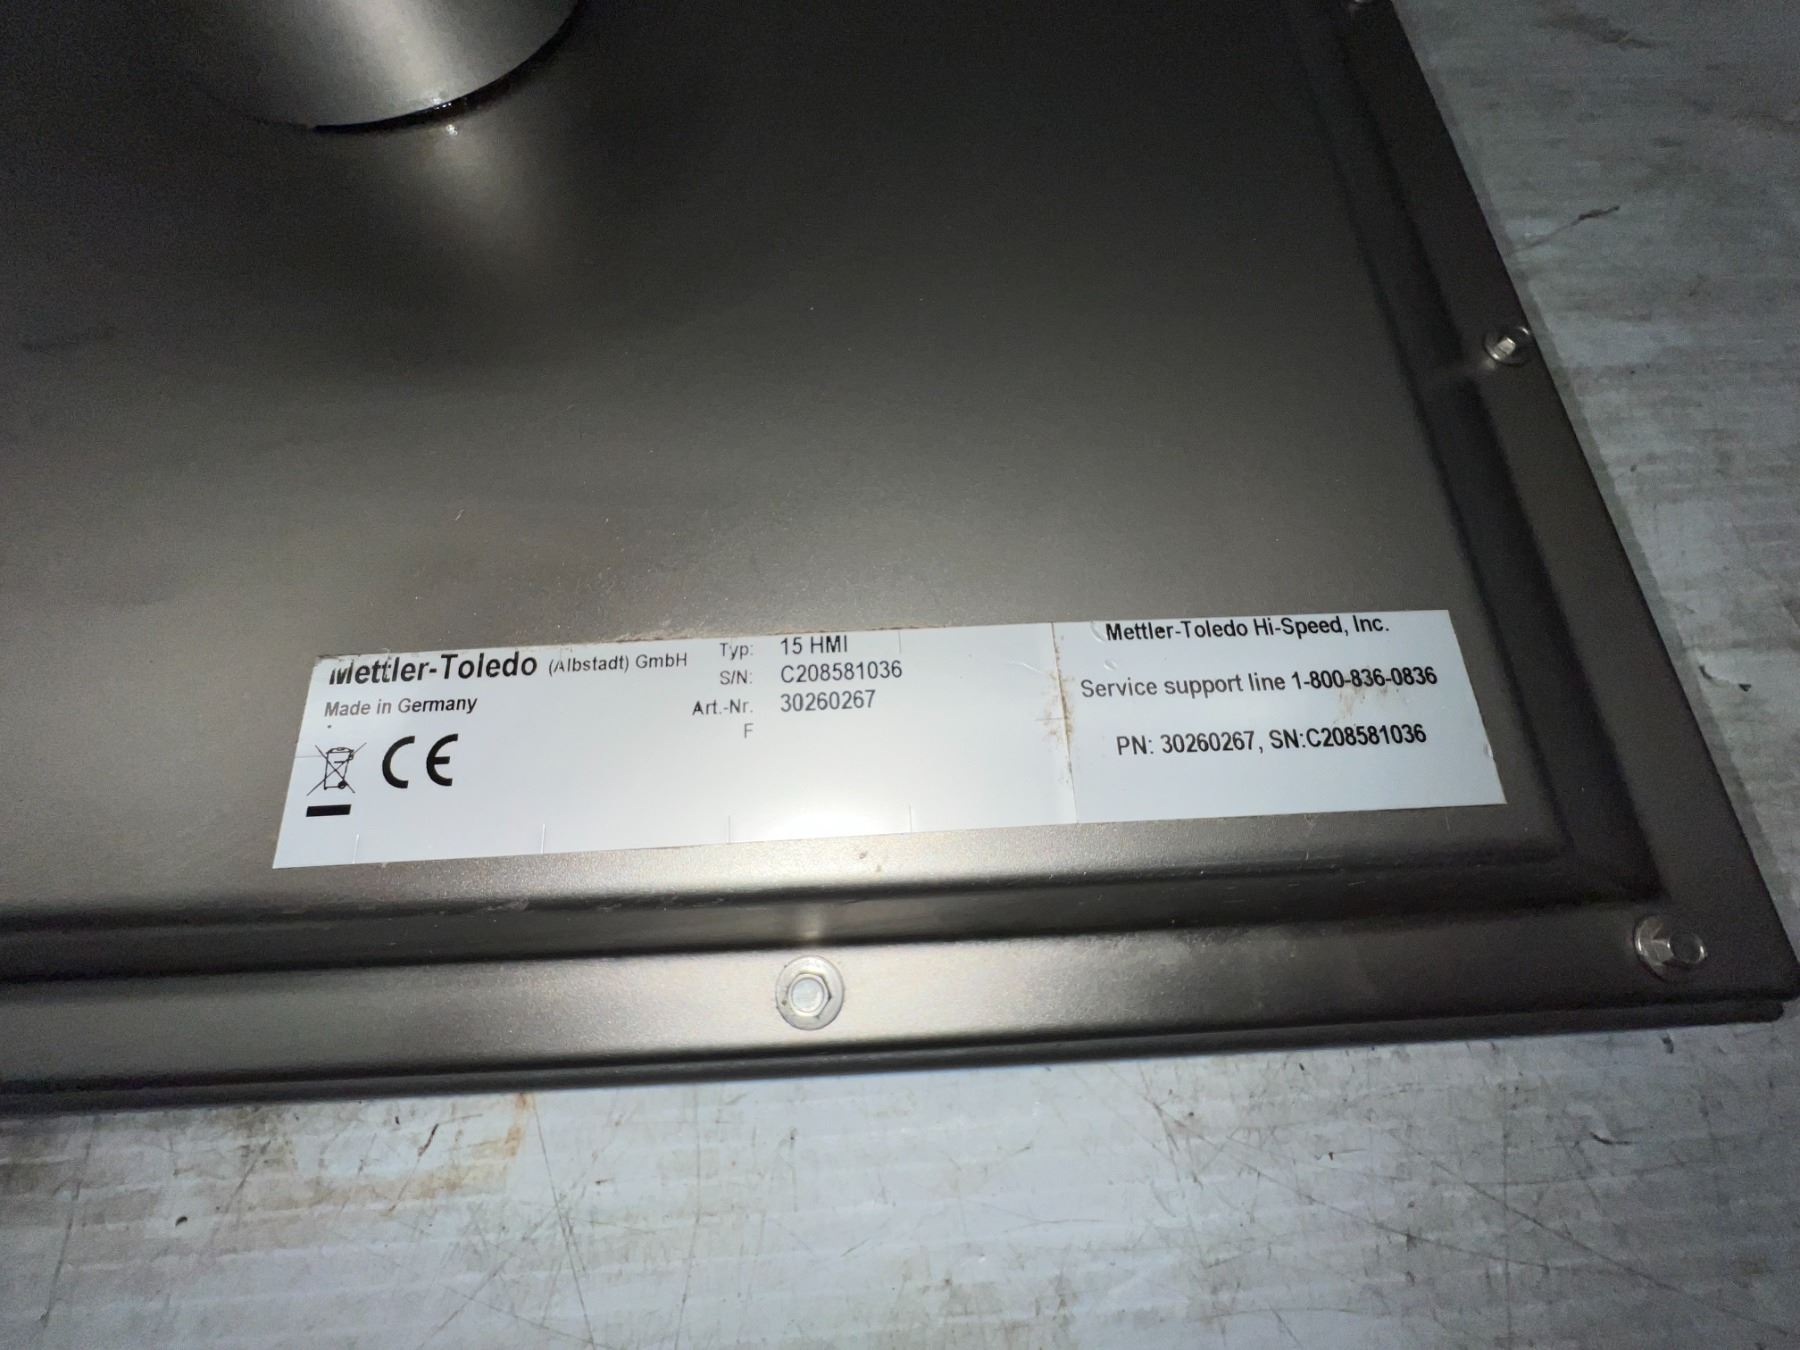 Mettler-Toledo (Albstadt) GmbH
Made in Germany
CE
Typ: 15 HMI
S/N: C208581036
Art.-Nr. 30260267
F
Mettler-Toledo Hi-Speed, Inc.
Service support line 1-800-836-0836
PN: 30260267, SN:C208581036